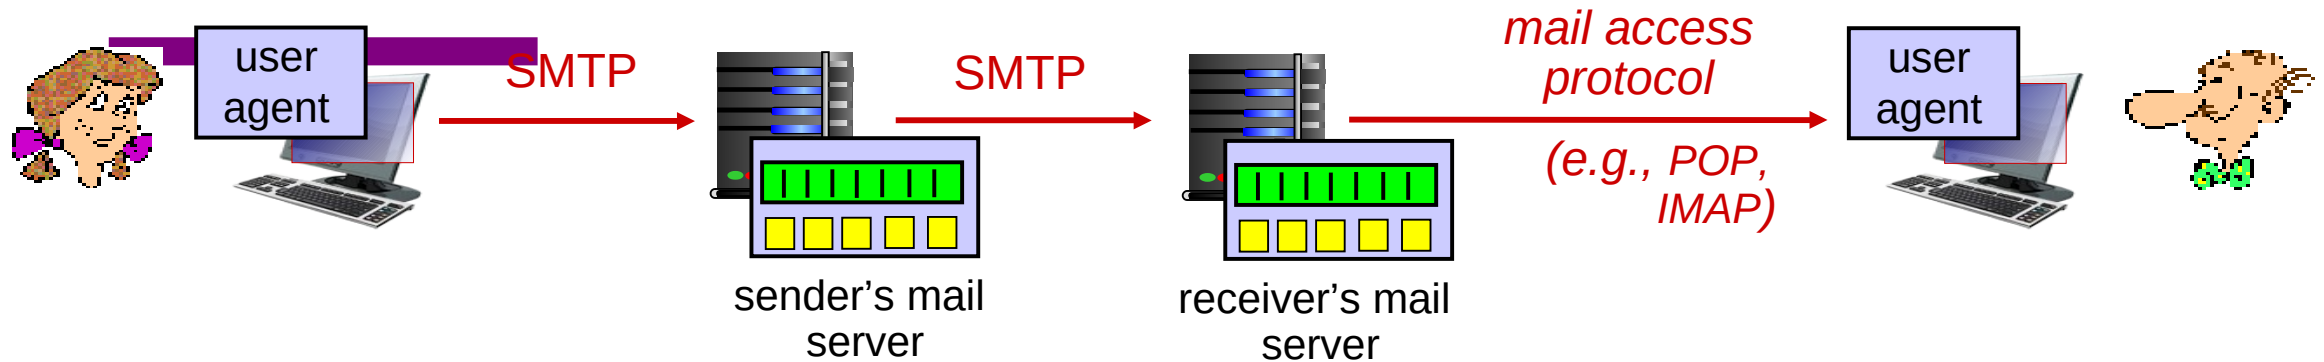 user
agent
SMTP
sender’s mail
server
SMTP
receiver’s mail
server
mail access
protocol
(e.g., POP,
IMAP)
user
agent